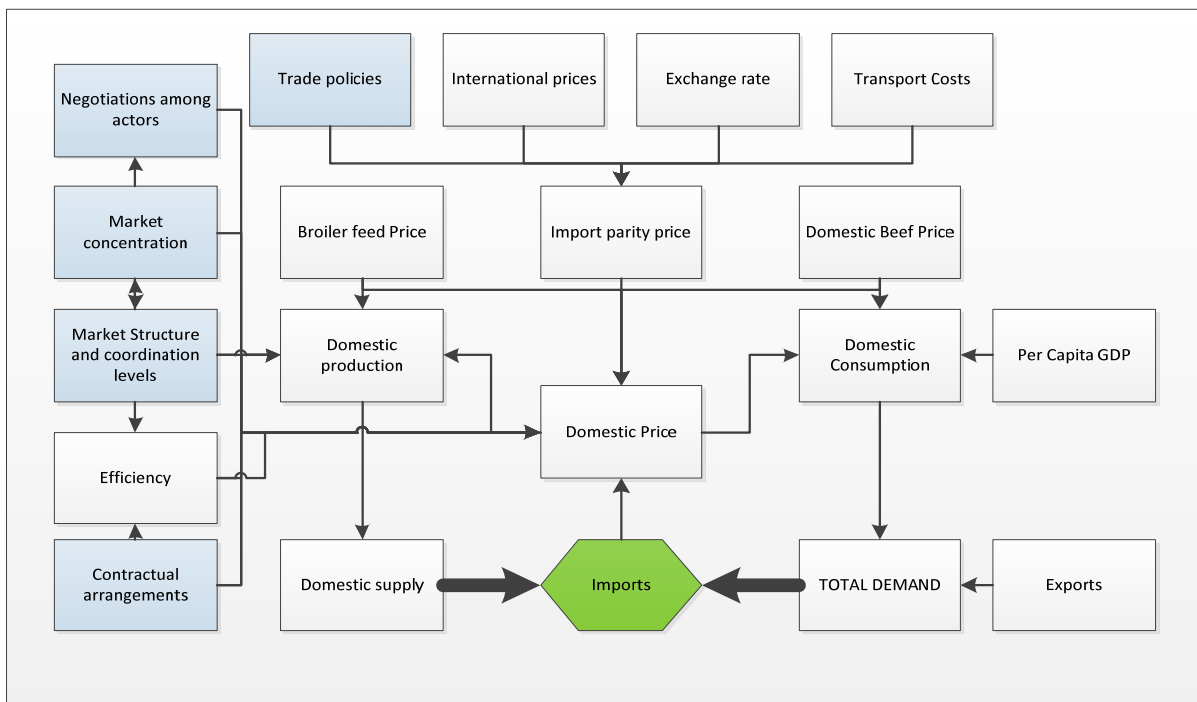 Trade policies
International prices
Exchange rate
Transport Costs
Negotiations among
actors
Market
concentration
Broiler feed Price
Import parity price
Domestic Beef Price
Market Structure
and coordination
levels
Domestic
production
Domestic
Consumption
Per Capita GDP
Domestic Price
Efficiency
Contractual
arrangements
Domestic supply
Imports
TOTAL DEMAND
Exports